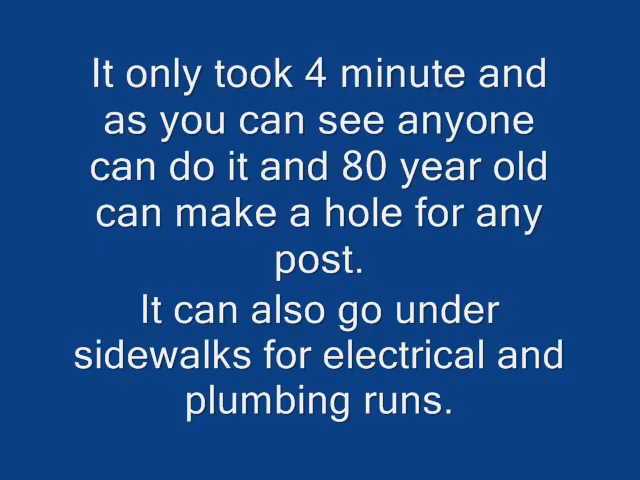 It only took 4 minute and
as you can see anyone
can do it and 80 year old
can make a hole for any
post.
It can also go under
sidewalks for electrical and
plumbing runs.